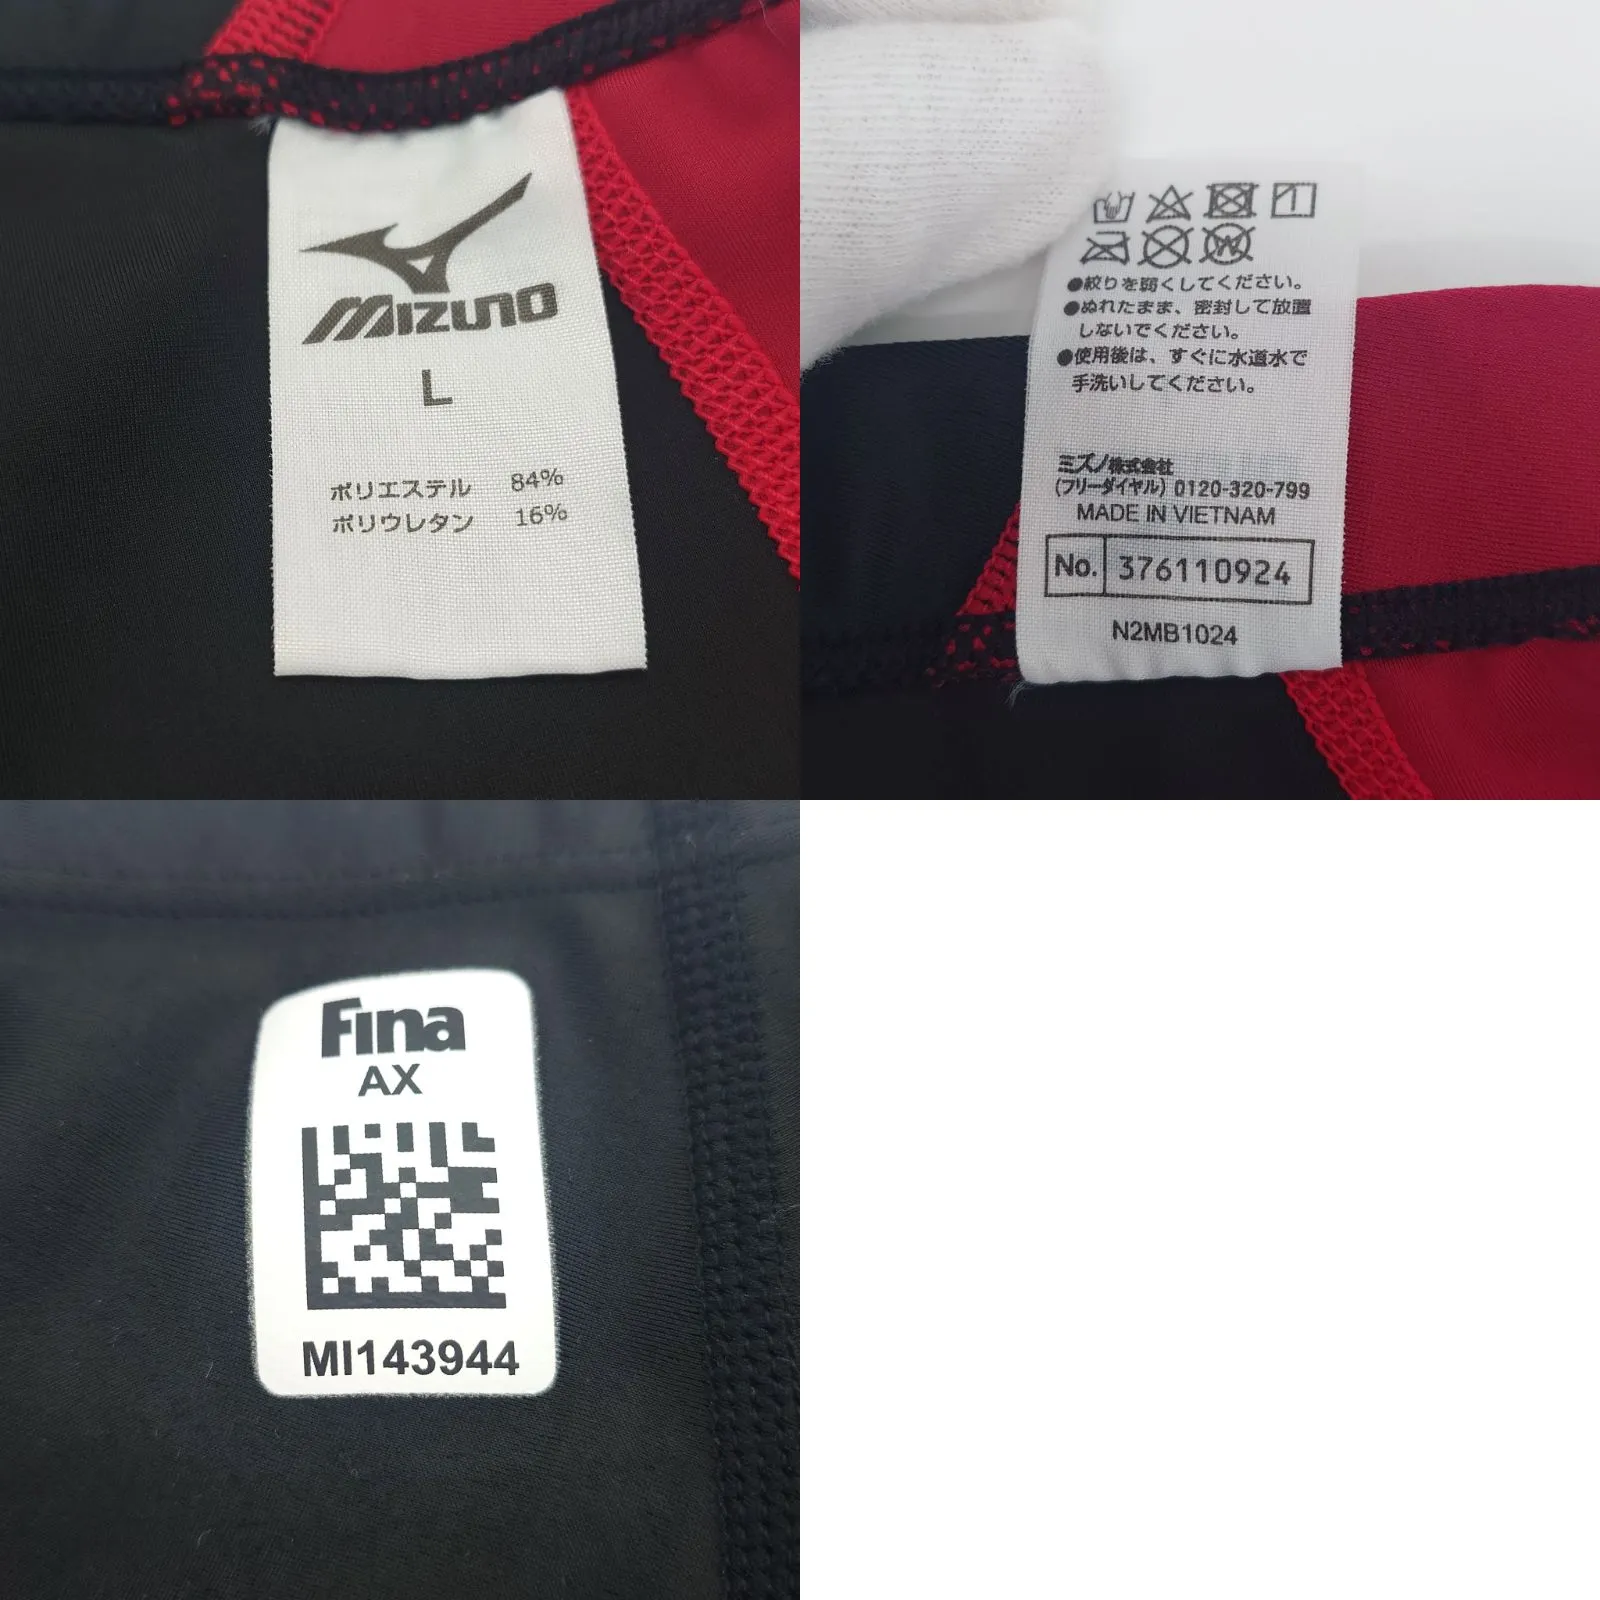 MIZUNO
L
ポリエステル 84%
ポリウレタン 16%
●絞りを弱くしてください。
●ぬれたまま、密封して放置
しないでください。
●使用後は、すぐに水道水で
手洗いしてください。
ミズノ株式会社
(フリーダイヤル) 0120-320-799
MADE IN VIETNAM
No. 376110924
N2MB1024
Fina
AX
MI143944